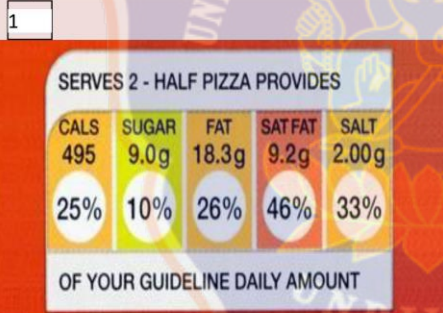 1
SERVES 2 - HALF PIZZA PROVIDES
CALS SUGAR FAT SAT FAT SALT
495 9.0g 18.3g 9.2g 2.00g
25% 10% 26% 46% 33%
OF YOUR GUIDELINE DAILY AMOUNT